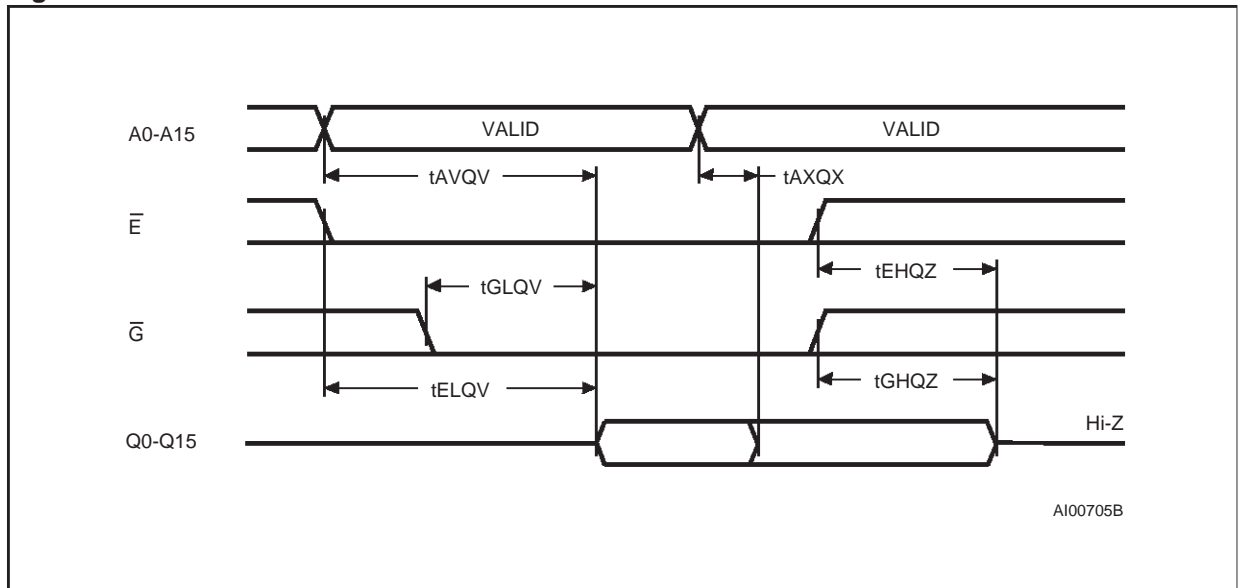 A0-A15 VALID VALID
tAVQV tAXQX
E̅
tEHQZ
tGLQV
G̅
tELQV tGHQZ
Q0-Q15 Hi-Z
AI00705B